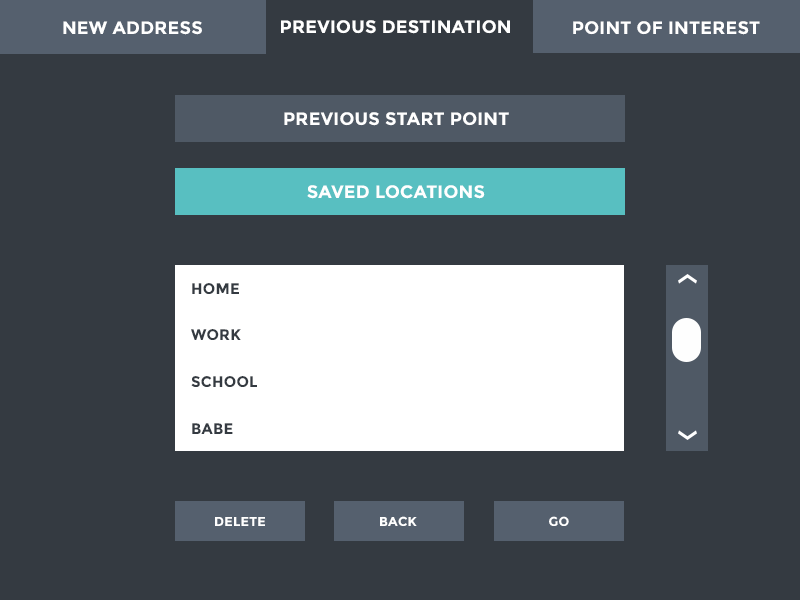 NEW ADDRESS
PREVIOUS DESTINATION
POINT OF INTEREST
PREVIOUS START POINT
SAVED LOCATIONS
HOME
WORK
SCHOOL
BABE
DELETE
BACK
GO